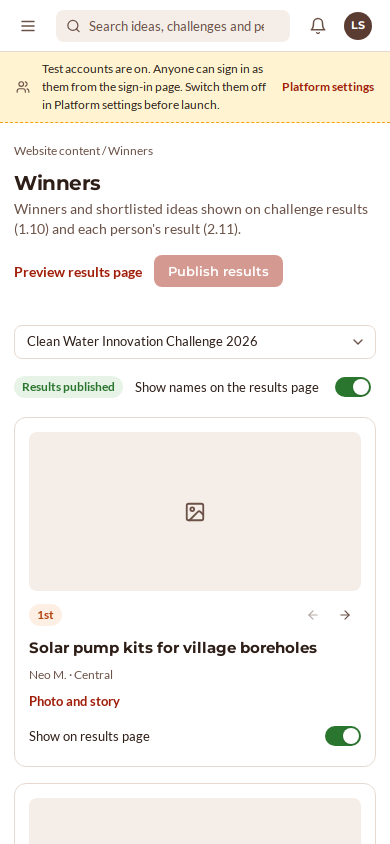 Search ideas, challenges and pe
LS
Test accounts are on. Anyone can sign in as
them from the sign-in page. Switch them off
in Platform settings before launch.
Platform settings
Website content / Winners
Winners
Winners and shortlisted ideas shown on challenge results
(1.10) and each person's result (2.11).
Preview results page
Publish results
Clean Water Innovation Challenge 2026
Results published
Show names on the results page
1st
Solar pump kits for village boreholes
Neo M. · Central
Photo and story
Show on results page